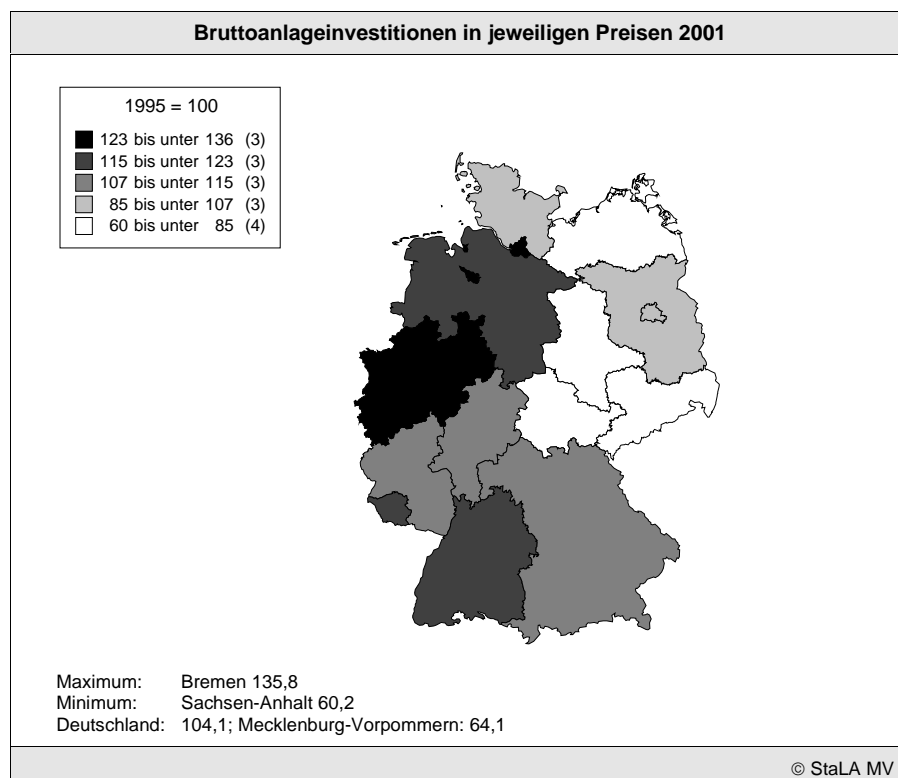 Bruttoanlageinvestitionen in jeweiligen Preisen 2001
1995 = 100
123 bis unter 136 (3)
115 bis unter 123 (3)
107 bis unter 115 (3)
85 bis unter 107 (3)
60 bis unter 85 (4)
Maximum: Bremen 135,8
Minimum: Sachsen-Anhalt 60,2
Deutschland: 104,1; Mecklenburg-Vorpommern: 64,1
© StaLA MV